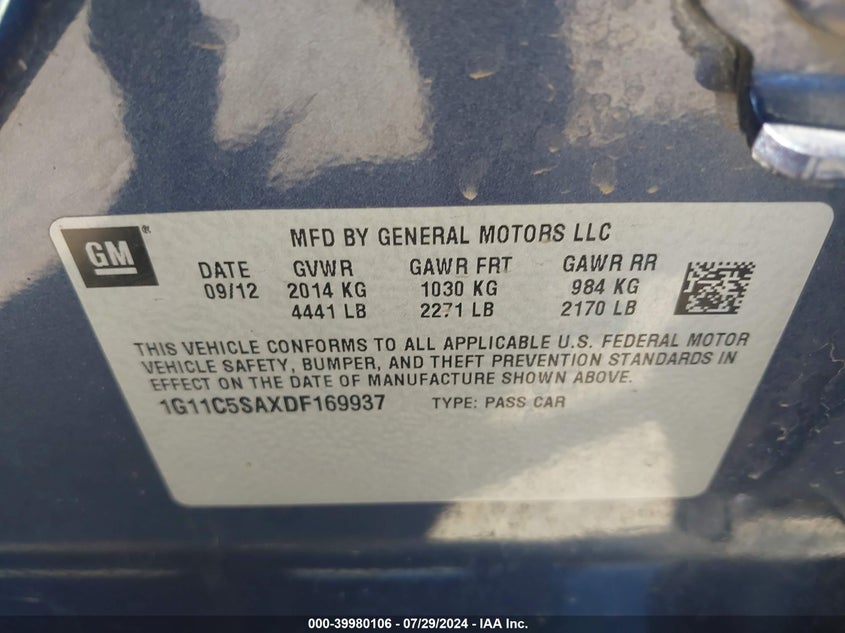 GM®
MFD BY GENERAL MOTORS LLC
DATE GVWR GAWR FRT GAWR RR
09/12 2014 KG 1030 KG 984 KG
4441 LB 2271 LB 2170 LB
THIS VEHICLE CONFORMS TO ALL APPLICABLE U.S. FEDERAL MOTOR
VEHICLE SAFETY, BUMPER, AND THEFT PREVENTION STANDARDS IN
EFFECT ON THE DATE OF MANUFACTURE SHOWN ABOVE.
1G11C5SAXDF169937 TYPE: PASS CAR
000-39980106 - 07/29/2024 - IAA Inc.